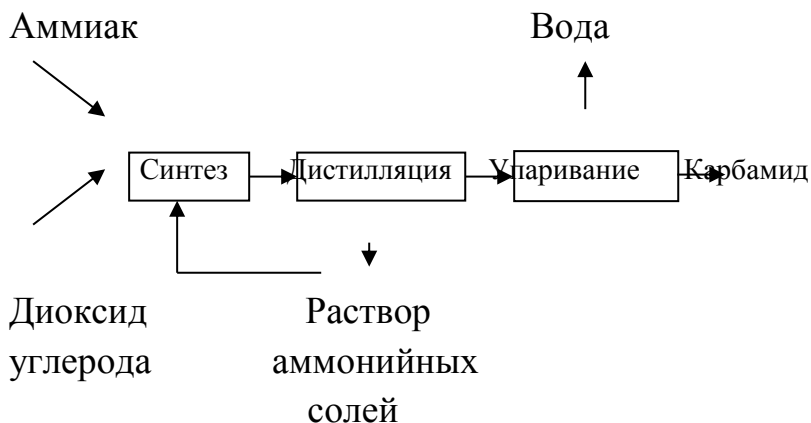 Аммиак Вода
Синтез Дистилляция Упаривание Карбамид
Диоксид Раствор
углерода аммонийных
солей